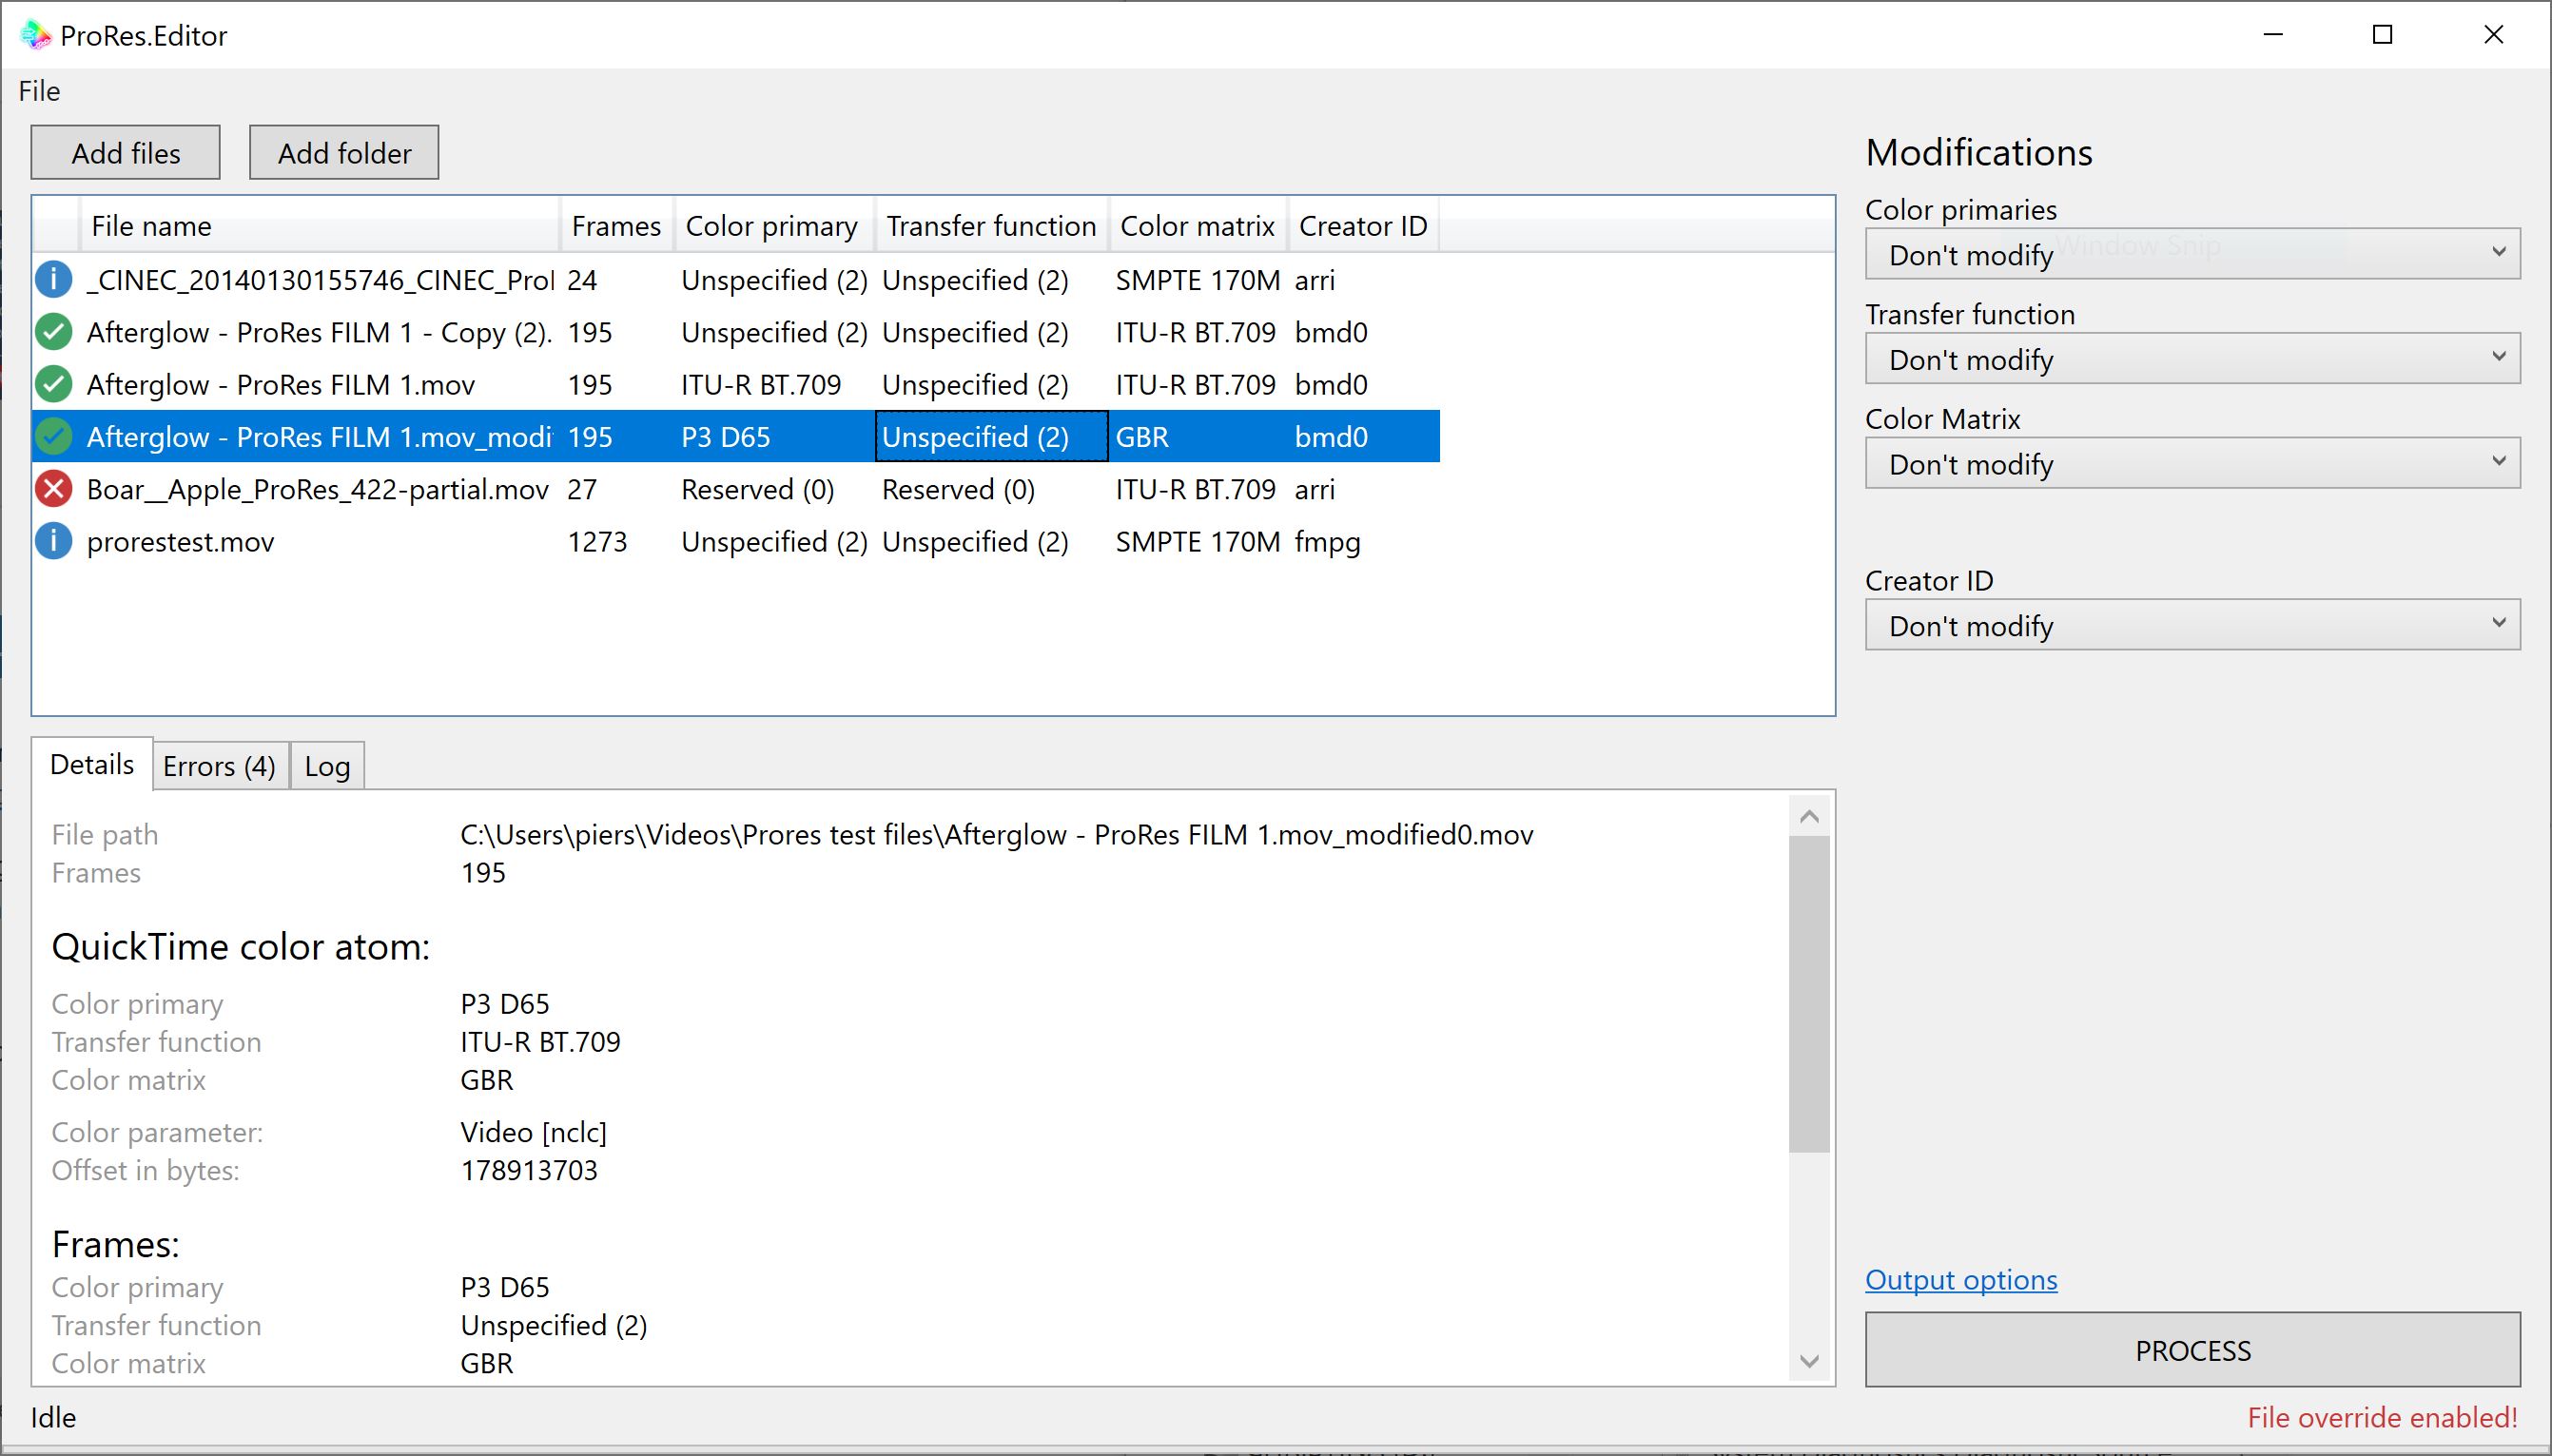 ProRes.Editor
File
Add files Add folder
File name Frames Color primary Transfer function Color matrix Creator ID
_CINEC_20140130155746_CINEC_Pro 24 Unspecified (2) Unspecified (2) SMPTE 170M arri
Afterglow - ProRes FILM 1 - Copy (2). 195 Unspecified (2) Unspecified (2) ITU-R BT.709 bmd0
Afterglow - ProRes FILM 1.mov 195 ITU-R BT.709 Unspecified (2) ITU-R BT.709 bmd0
Afterglow - ProRes FILM 1.mov_modi 195 P3 D65 Unspecified (2) GBR bmd0
Boar__Apple_ProRes_422-partial.mov 27 Reserved (0) Reserved (0) ITU-R BT.709 arri
prorestest.mov 1273 Unspecified (2) Unspecified (2) SMPTE 170M fmpg
Details Errors (4) Log
File path C:\Users\piers\Videos\Prores test files\Afterglow - ProRes FILM 1.mov_modified0.mov
Frames 195
QuickTime color atom:
Color primary P3 D65
Transfer function ITU-R BT.709
Color matrix GBR
Color parameter: Video [nclc]
Offset in bytes: 178913703
Frames:
Color primary P3 D65
Transfer function Unspecified (2)
Color matrix GBR
Idle
Modifications
Color primaries
Window Snip
Don't modify
Transfer function
Don't modify
Color Matrix
Don't modify
Creator ID
Don't modify
Output options
PROCESS
File override enabled!